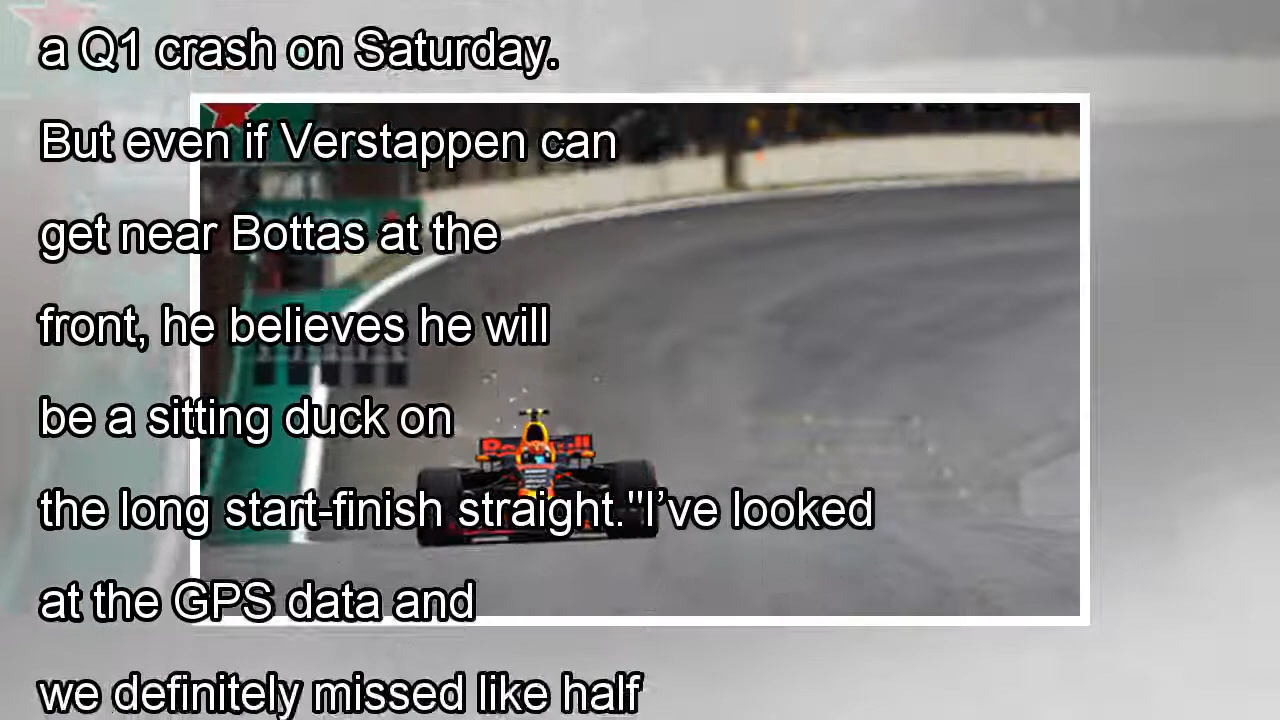 a Q1 crash on Saturday.
But even if Verstappen can
get near Bottas at the
front, he believes he will
be a sitting duck on
the long start-finish straight."I’ve looked
at the GPS data and
we definitely missed like half
Red Bull